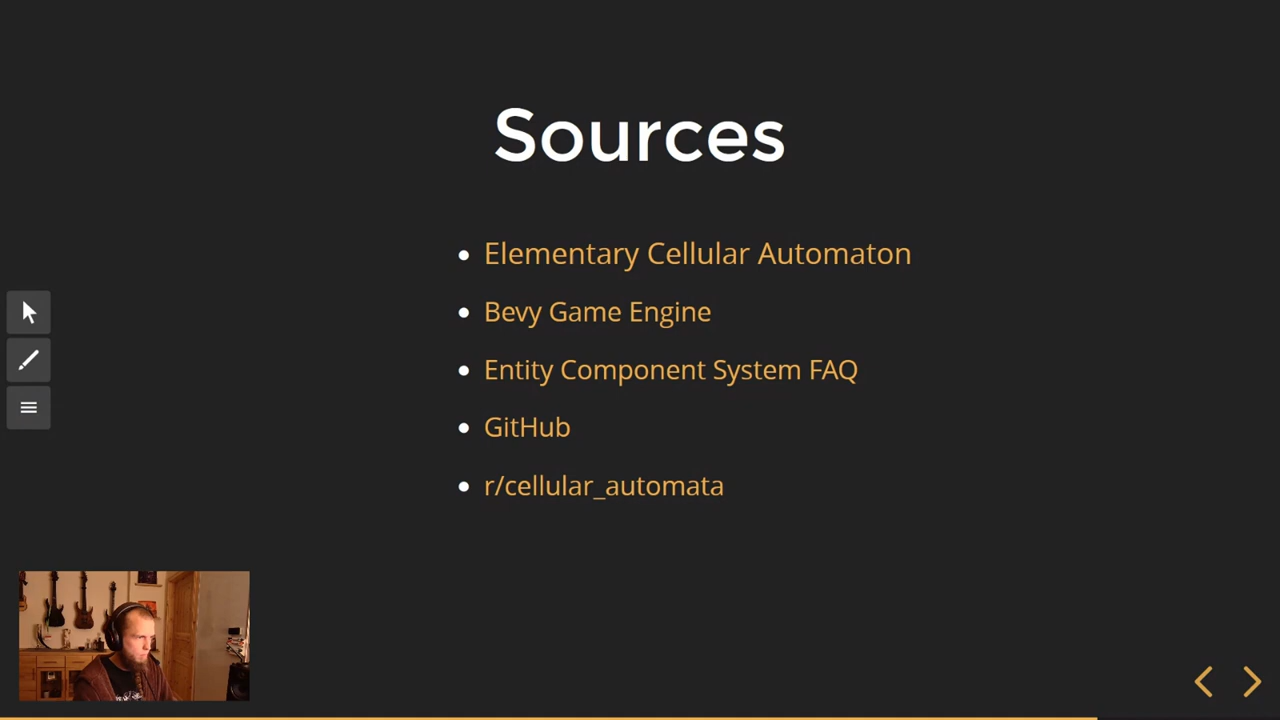 Sources
Elementary Cellular Automaton
Bevy Game Engine
Entity Component System FAQ
GitHub
r/cellular_automata